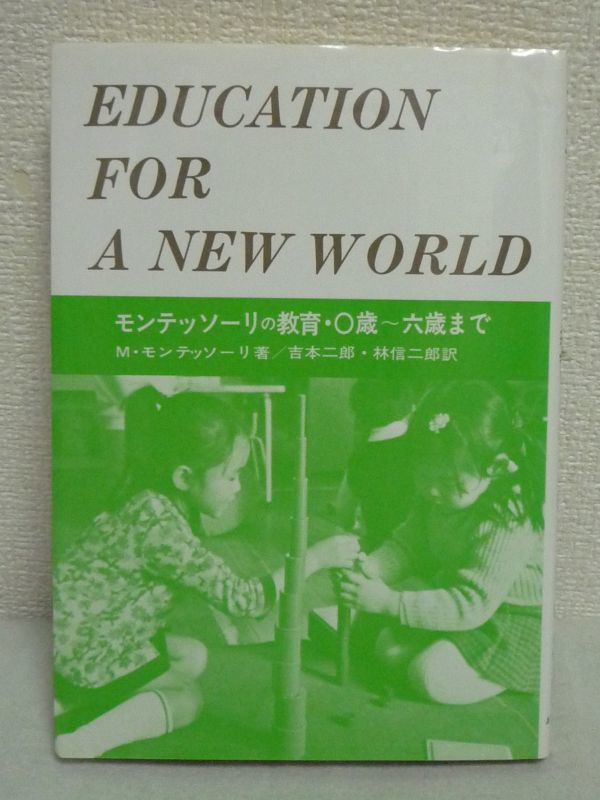 EDUCATION
FOR
A NEW WORLD
モンテッソーリの教育・〇歳～六歳まで
M・モンテッソーリ著／吉本二郎・林信二郎訳